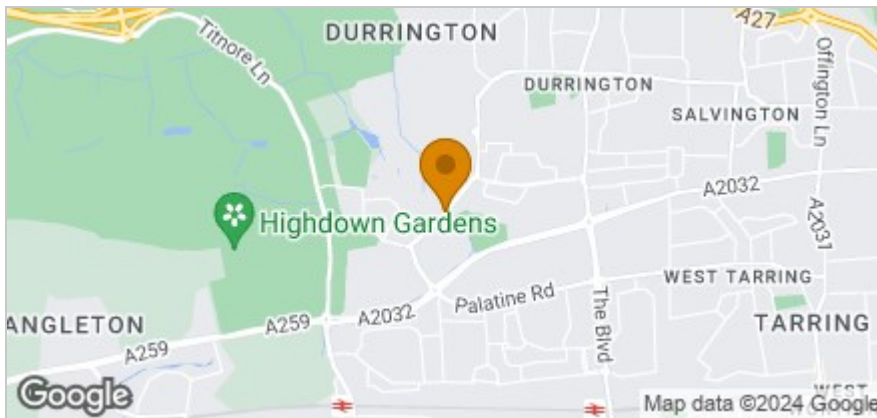 A27
DURRINGTON
Titnore Ln
Offington Ln
DURRINGTON
SALVINGTON
A2032
A2031
Highdown Gardens
WEST TARRING
Palatine Rd
The Blvd
A2032
ANGLETON
A259
TARRING
A259
WEST
Google
Map data ©2024 Google